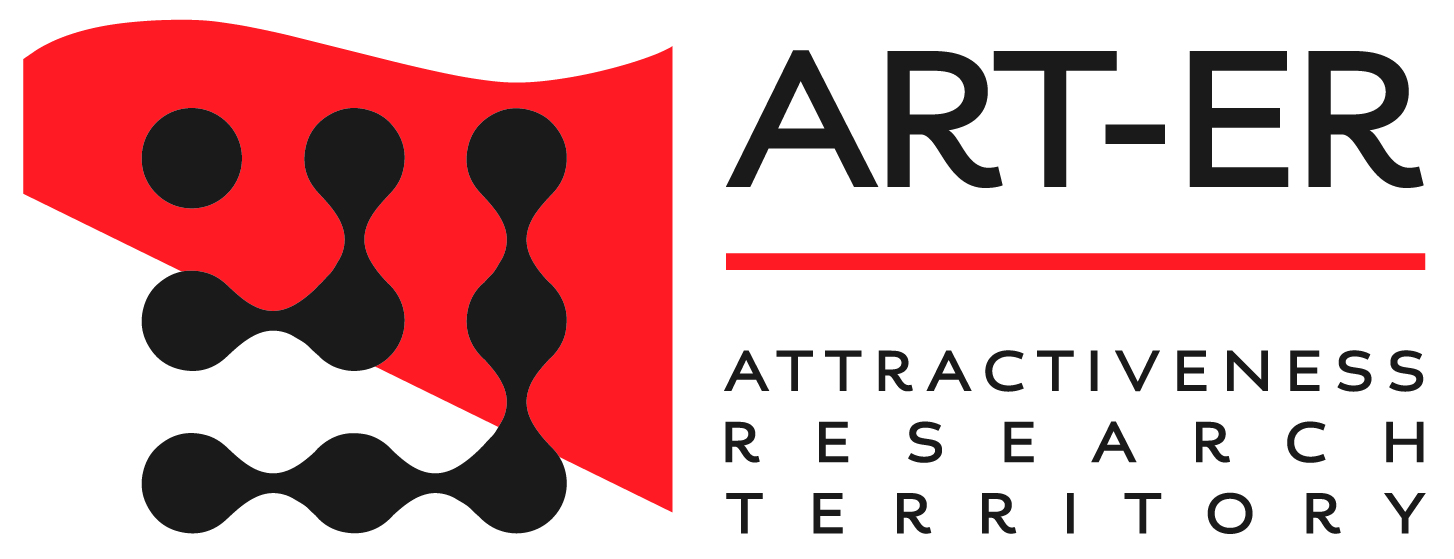 ART-ER
ATTRACTIVENESS
RESEARCH
TERRITORY